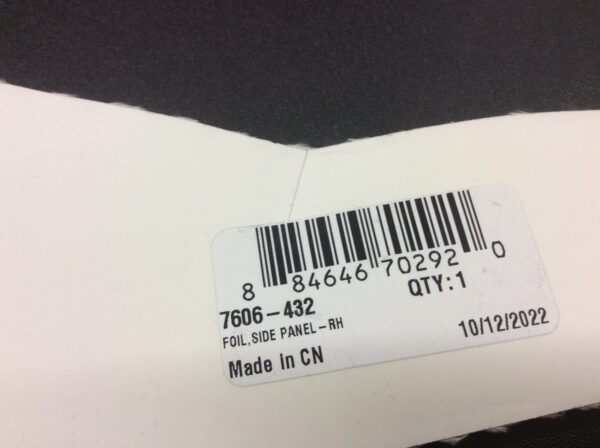 8 84646 70292 0
7606-432 QTY:1
FOIL,SIDE PANEL-RH
Made in CN 10/12/2022